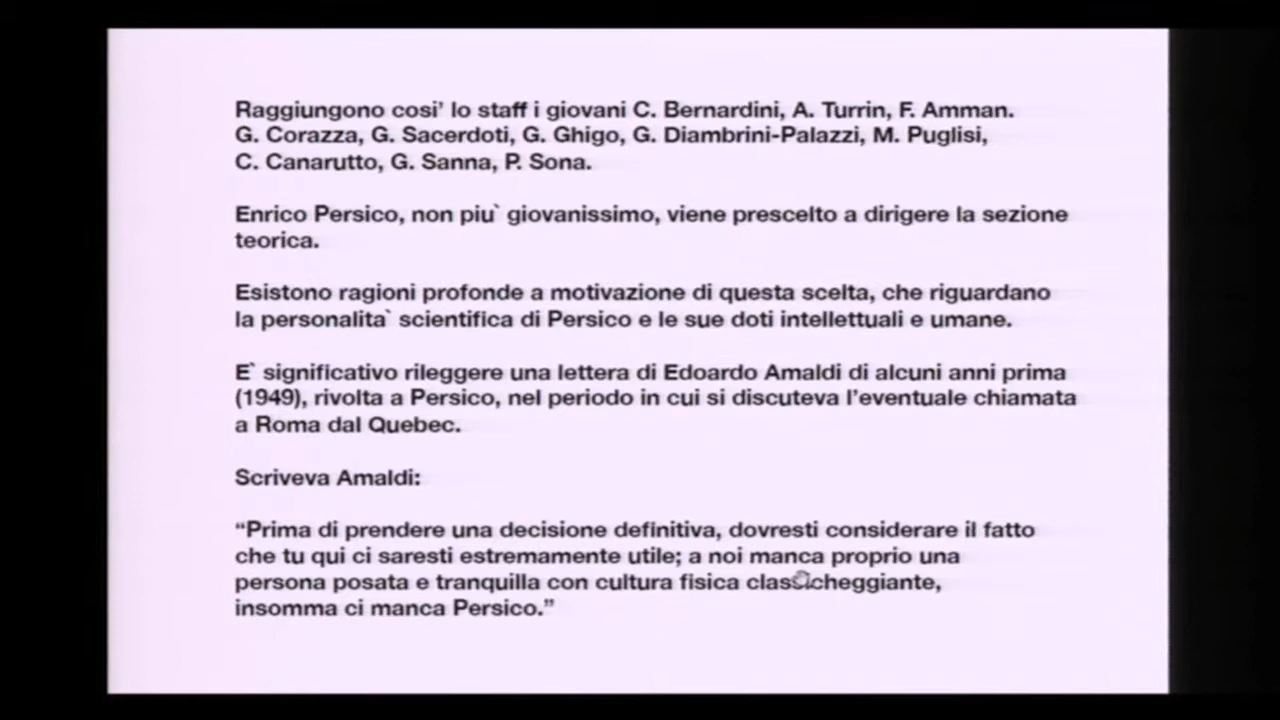 Raggiungono cosi’ lo staff i giovani C. Bernardini, A. Turrin, F. Amman.
G. Corazza, G. Sacerdoti, G. Ghigo, G. Diambrini-Palazzi, M. Puglisi,
C. Canarutto, G. Sanna, P. Sona.
Enrico Persico, non piu` giovanissimo, viene prescelto a dirigere la sezione
teorica.
Esistono ragioni profonde a motivazione di questa scelta, che riguardano
la personalita` scientifica di Persico e le sue doti intellettuali e umane.
E` significativo rileggere una lettera di Edoardo Amaldi di alcuni anni prima
(1949), rivolta a Persico, nel periodo in cui si discuteva l’eventuale chiamata
a Roma dal Quebec.
Scriveva Amaldi:
“Prima di prendere una decisione definitiva, dovresti considerare il fatto
che tu qui ci saresti estremamente utile; a noi manca proprio una
persona posata e tranquilla con cultura fisica classicheggiante,
insomma ci manca Persico.”